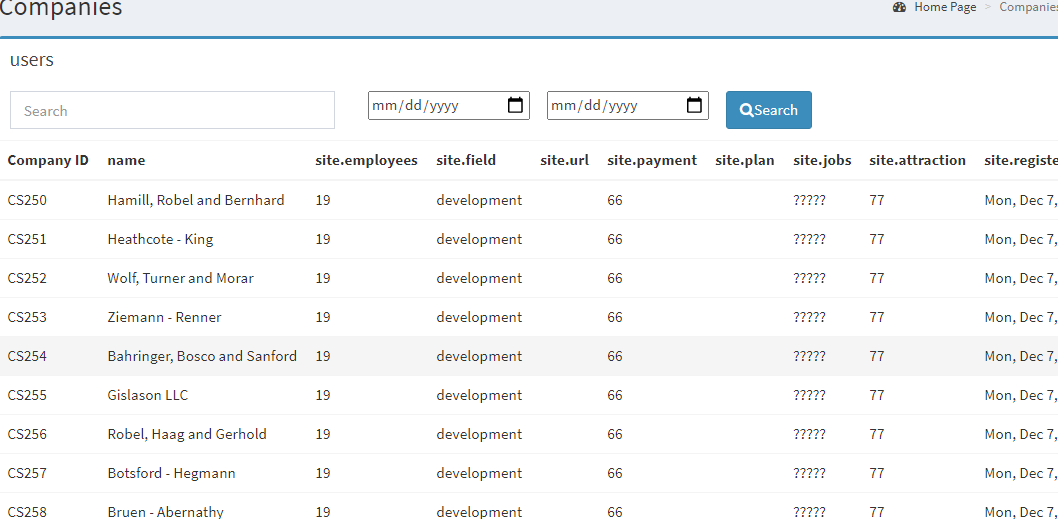 Companies
Home Page > Companies
users
Search mm/dd/yyyy mm/dd/yyyy Search
Company ID name site.employees site.field site.url site.payment site.plan site.jobs site.attraction site.registe
CS250 Hamill, Robel and Bernhard 19 development 66 ????? 77 Mon, Dec 7,
CS251 Heathcote - King 19 development 66 ????? 77 Mon, Dec 7,
CS252 Wolf, Turner and Morar 19 development 66 ????? 77 Mon, Dec 7,
CS253 Ziemann - Renner 19 development 66 ????? 77 Mon, Dec 7,
CS254 Bahringer, Bosco and Sanford 19 development 66 ????? 77 Mon, Dec 7,
CS255 Gislason LLC 19 development 66 ????? 77 Mon, Dec 7,
CS256 Robel, Haag and Gerhold 19 development 66 ????? 77 Mon, Dec 7,
CS257 Botsford - Hegmann 19 development 66 ????? 77 Mon, Dec 7,
CS258 Bruen - Abernathy 19 development 66 ????? 77 Mon, Dec 7,